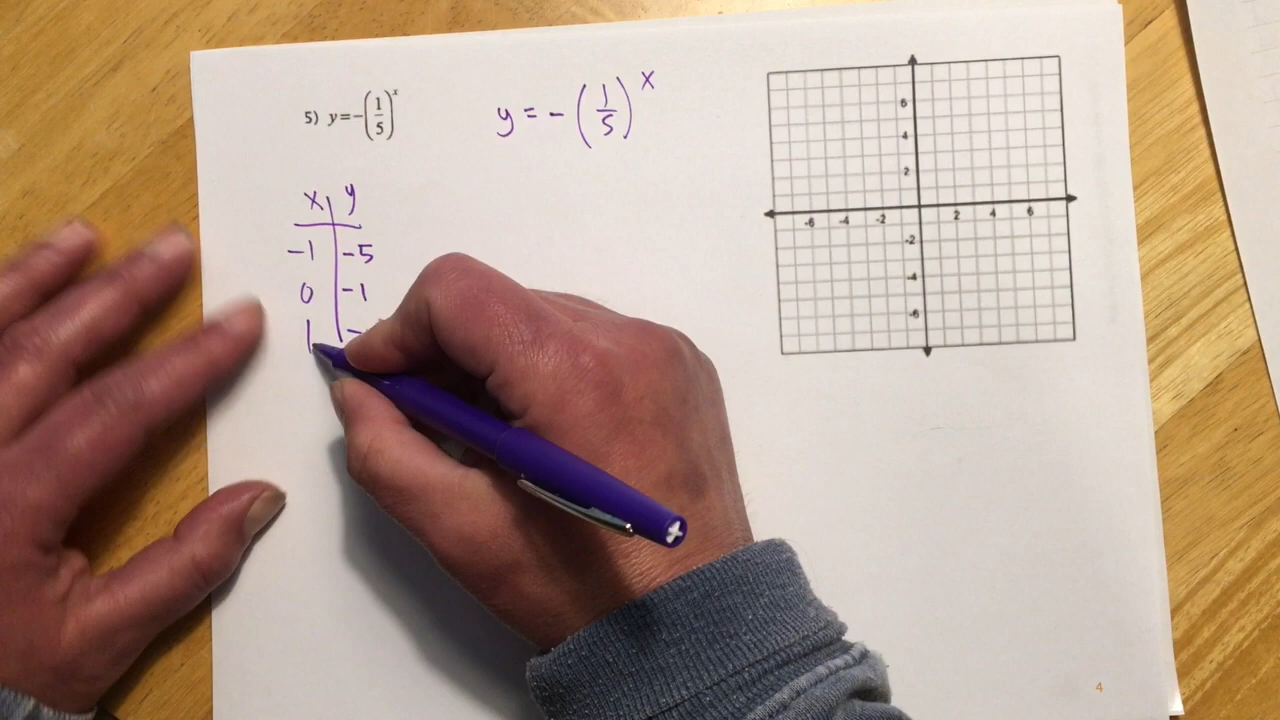 5) y=-(1/5)^x
y = - (1/5)^x
x y
-1 -5
0 -1
1 -
6
4
2
-6 -4 -2 2 4 6
-2
-4
-6
4